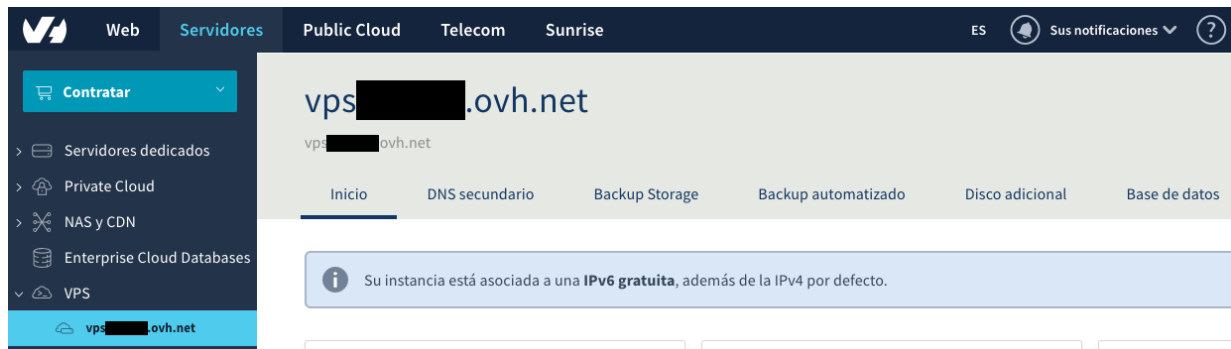 Web Servidores Public Cloud Telecom Sunrise ES Sus notificaciones ?
Contratar
vps .ovh.net
vps ovh.net
Servidores dedicados
Private Cloud
NAS y CDN
Enterprise Cloud Databases
VPS
vps .ovh.net
Inicio DNS secundario Backup Storage Backup automatizado Disco adicional Base de datos
i Su instancia está asociada a una IPv6 gratuita, además de la IPv4 por defecto.